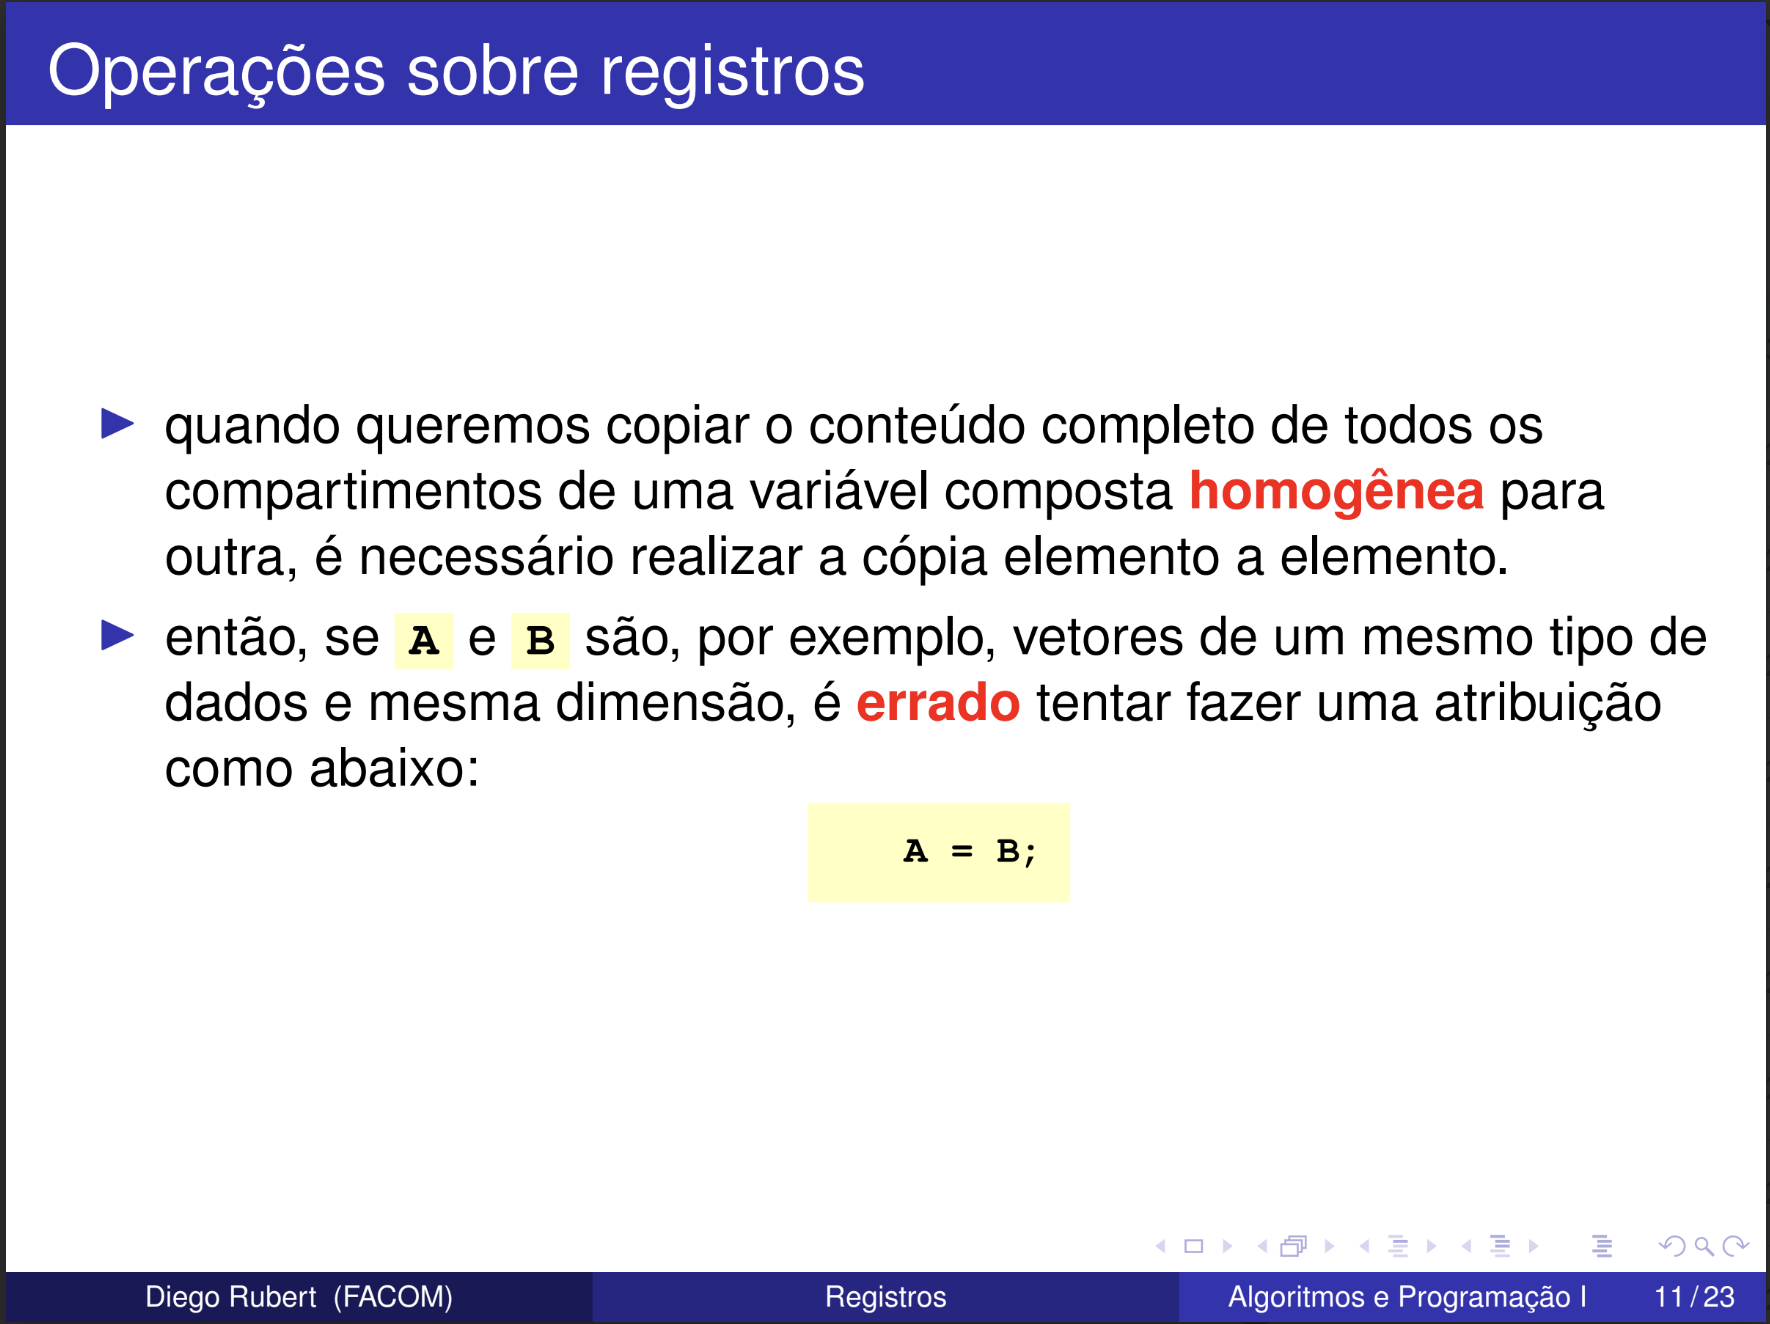 Operações sobre registros
quando queremos copiar o conteúdo completo de todos os
compartimentos de uma variável composta homogênea para
outra, é necessário realizar a cópia elemento a elemento.
então, se A e B são, por exemplo, vetores de um mesmo tipo de
dados e mesma dimensão, é errado tentar fazer uma atribuição
como abaixo:
A = B;
Diego Rubert (FACOM) Registros Algoritmos e Programação I 11 / 23